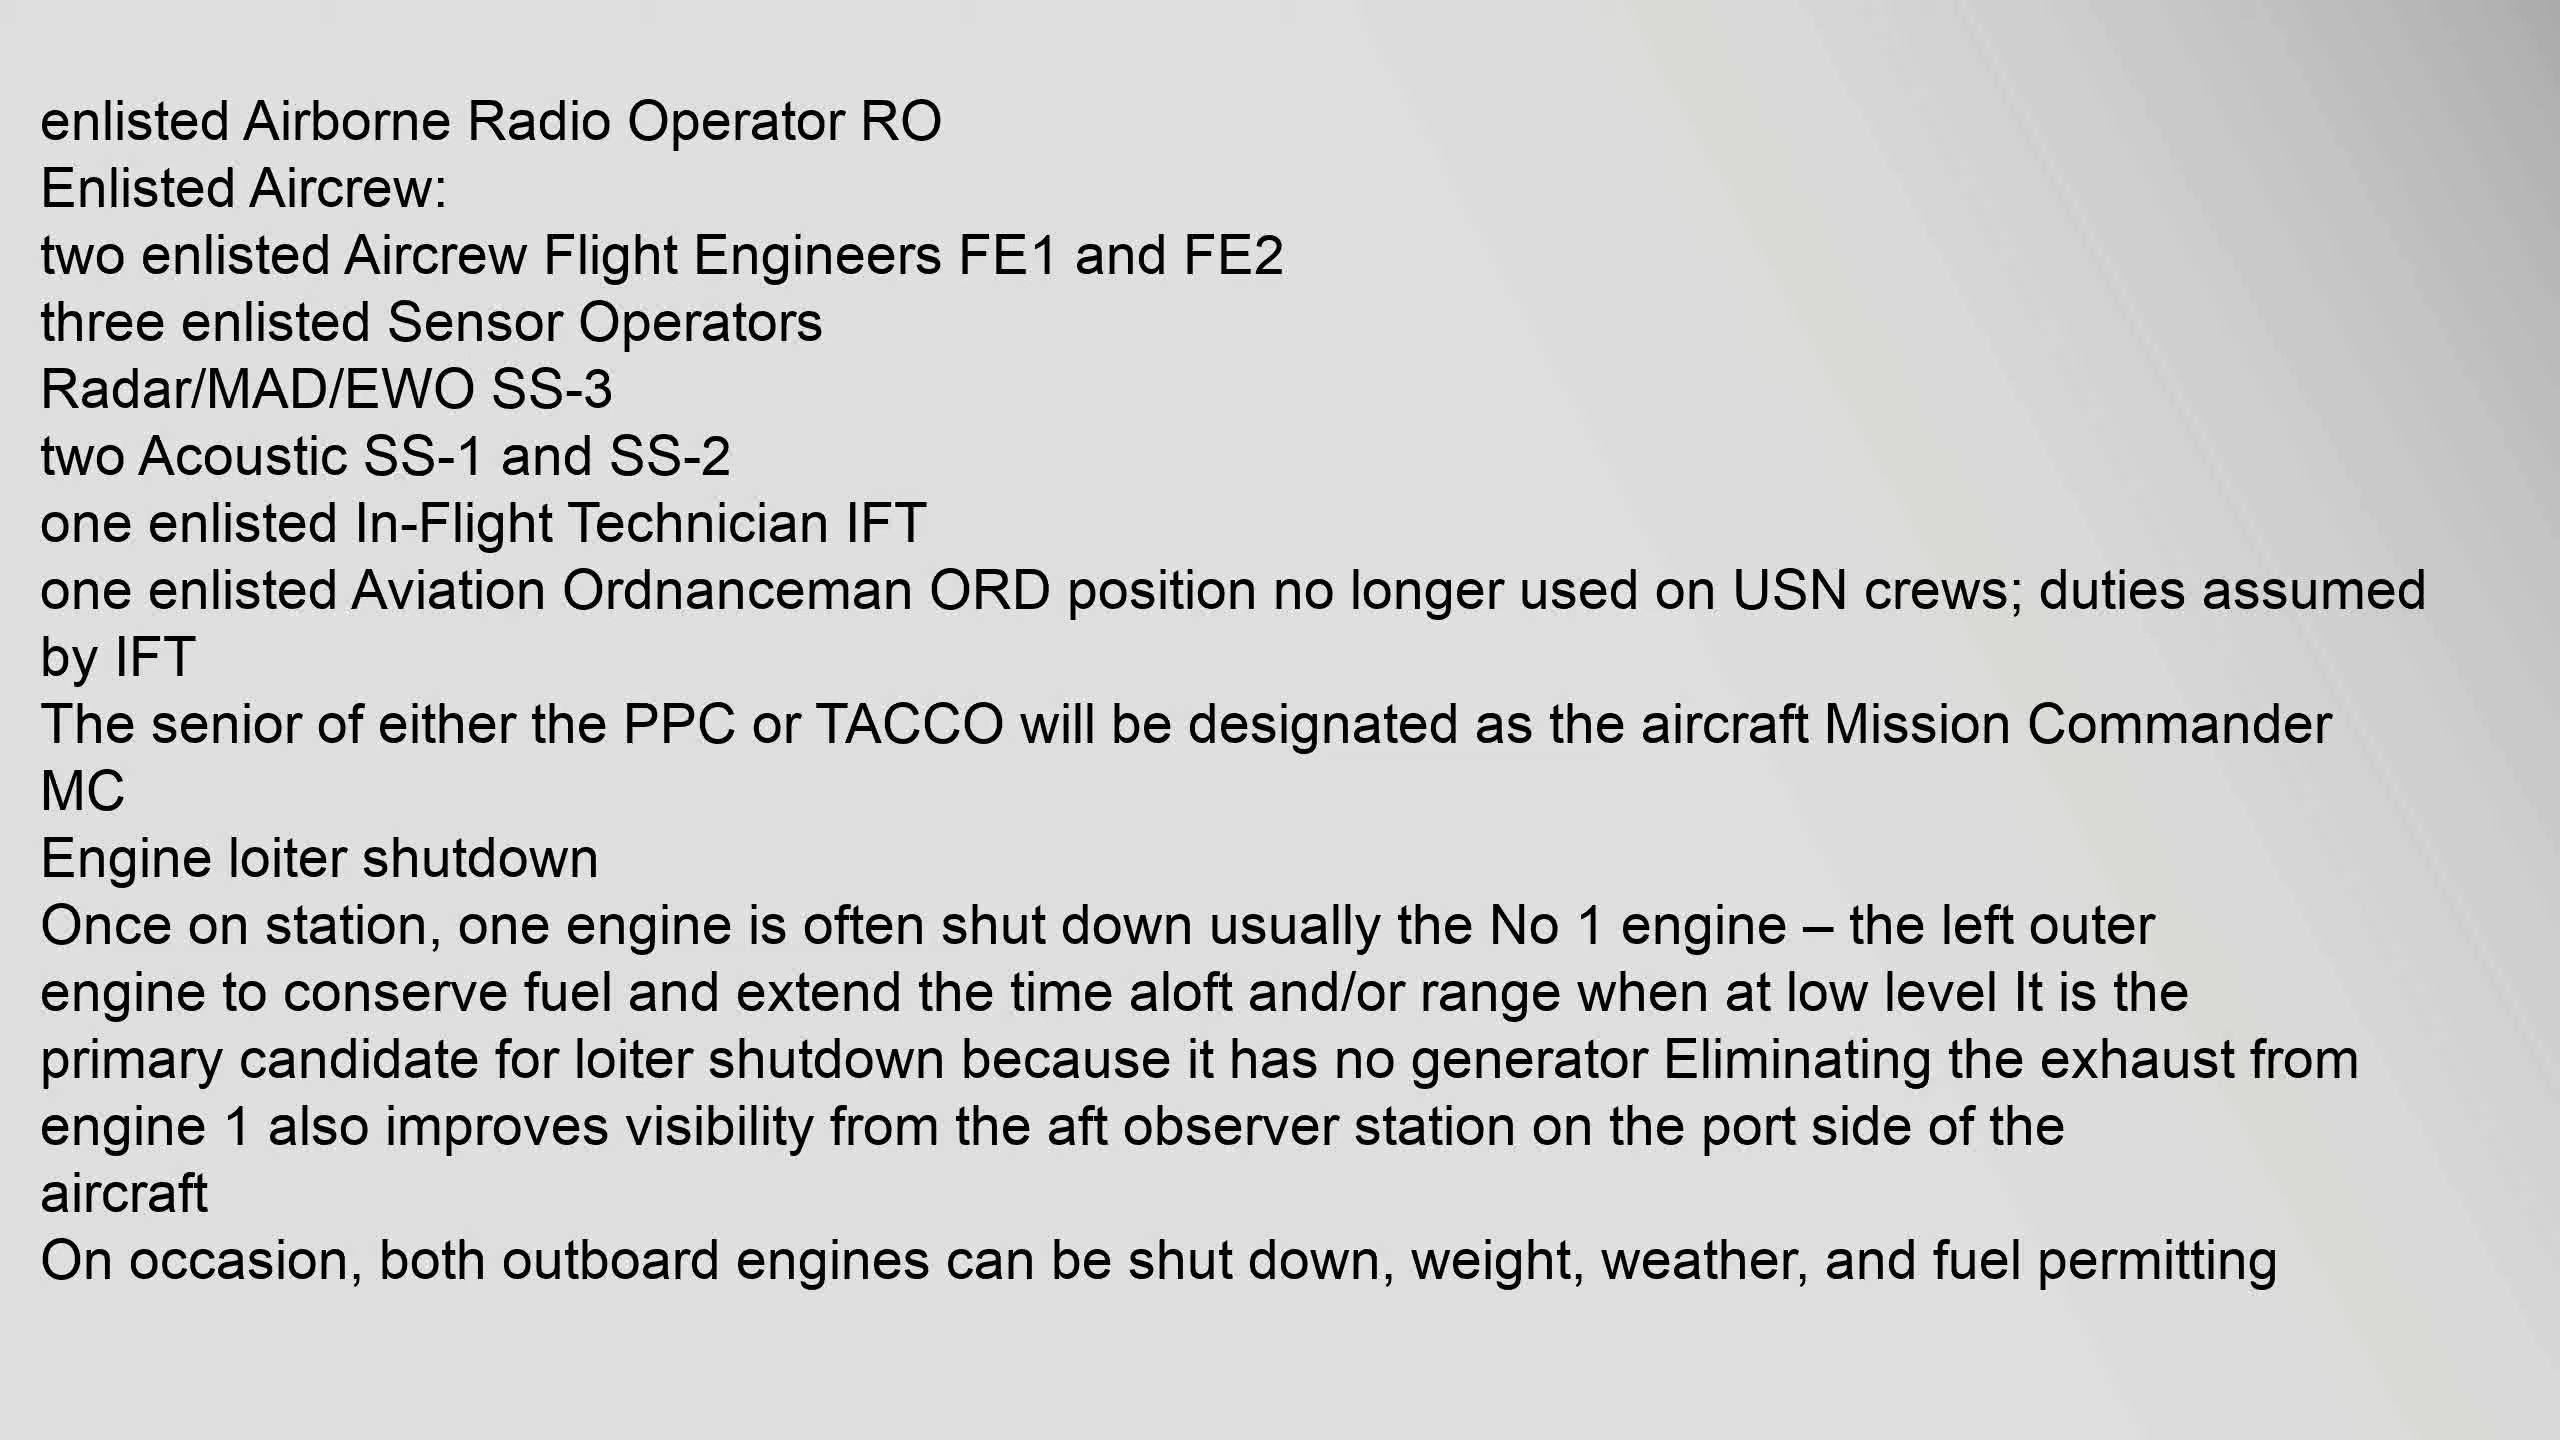 enlisted Airborne Radio Operator RO
Enlisted Aircrew:
two enlisted Aircrew Flight Engineers FE1 and FE2
three enlisted Sensor Operators
Radar/MAD/EWO SS-3
two Acoustic SS-1 and SS-2
one enlisted In-Flight Technician IFT
one enlisted Aviation Ordnanceman ORD position no longer used on USN crews; duties assumed
by IFT
The senior of either the PPC or TACCO will be designated as the aircraft Mission Commander
MC
Engine loiter shutdown
Once on station, one engine is often shut down usually the No 1 engine – the left outer
engine to conserve fuel and extend the time aloft and/or range when at low level It is the
primary candidate for loiter shutdown because it has no generator Eliminating the exhaust from
engine 1 also improves visibility from the aft observer station on the port side of the
aircraft
On occasion, both outboard engines can be shut down, weight, weather, and fuel permitting